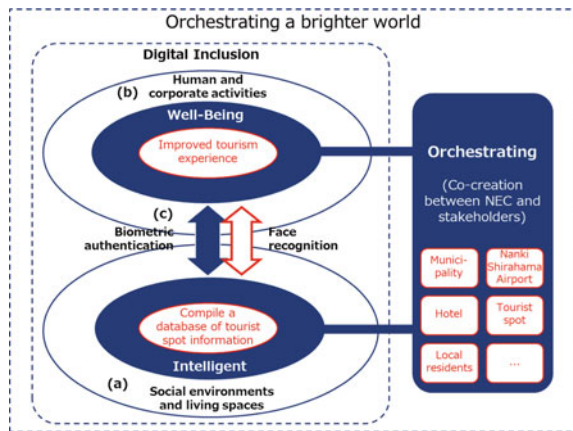 Orchestrating a brighter world
Digital Inclusion
Human and
corporate activities
(b)
Well-Being
Improved tourism
experience
(c)
Biometric
authentication
Face
recognition
Compile a
database of tourist
spot information
Intelligent
(a)
Social environments
and living spaces
Orchestrating
(Co-creation
between NEC and
stakeholders)
Munici-
pality
Nanki
Shirahama
Airport
Hotel
Tourist
spot
Local
residents
...